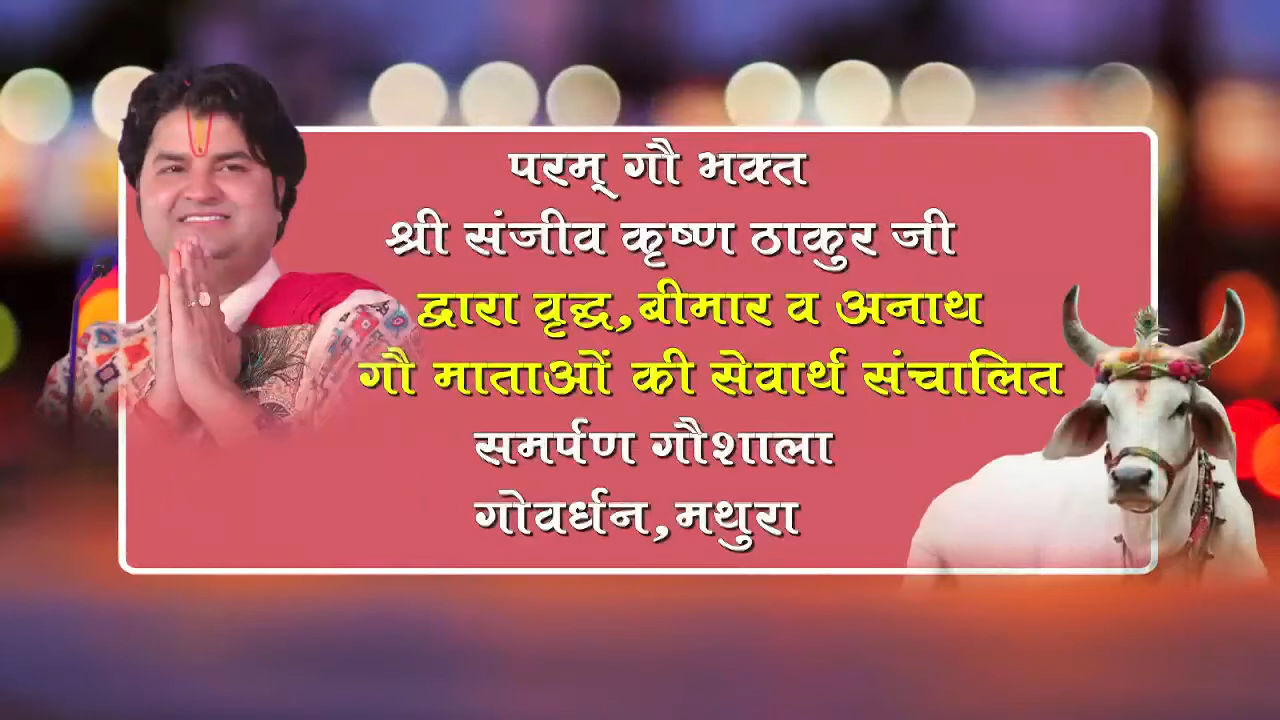 परम् गौ भक्त
श्री संजीव कृष्ण ठाकुर जी
द्वारा वृद्ध,बीमार व अनाथ
गौ माताओं की सेवार्थ संचालित
समर्पण गौशाला
गोवर्धन,मथुरा